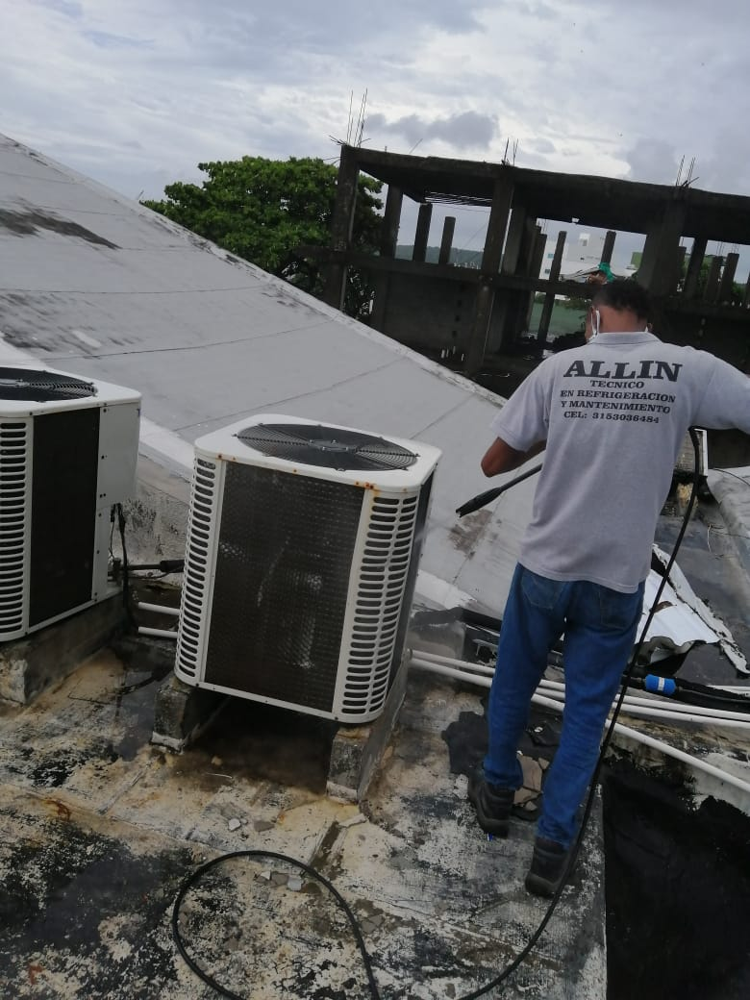 ALLIN
TECNICO
EN REFRIGERACION
Y MANTENIMIENTO
CEL: 3153036484